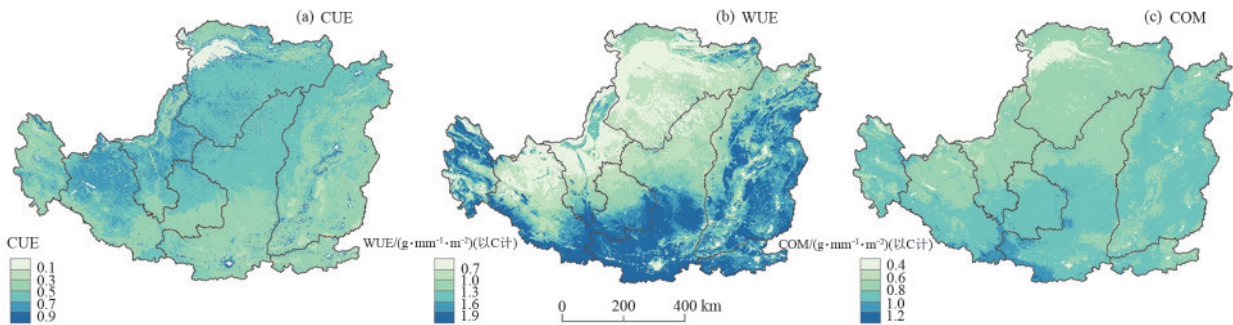 (a) CUE
(b) WUE
(c) COM
CUE
0.1
0.3
0.5
0.7
0.9
WUE/(g·mm⁻¹·m⁻²)(以C计)
0.7
1.0
1.3
1.6
1.9
0 200 400 km
COM/(g·mm⁻¹·m⁻²)(以C计)
0.4
0.6
0.8
1.0
1.2